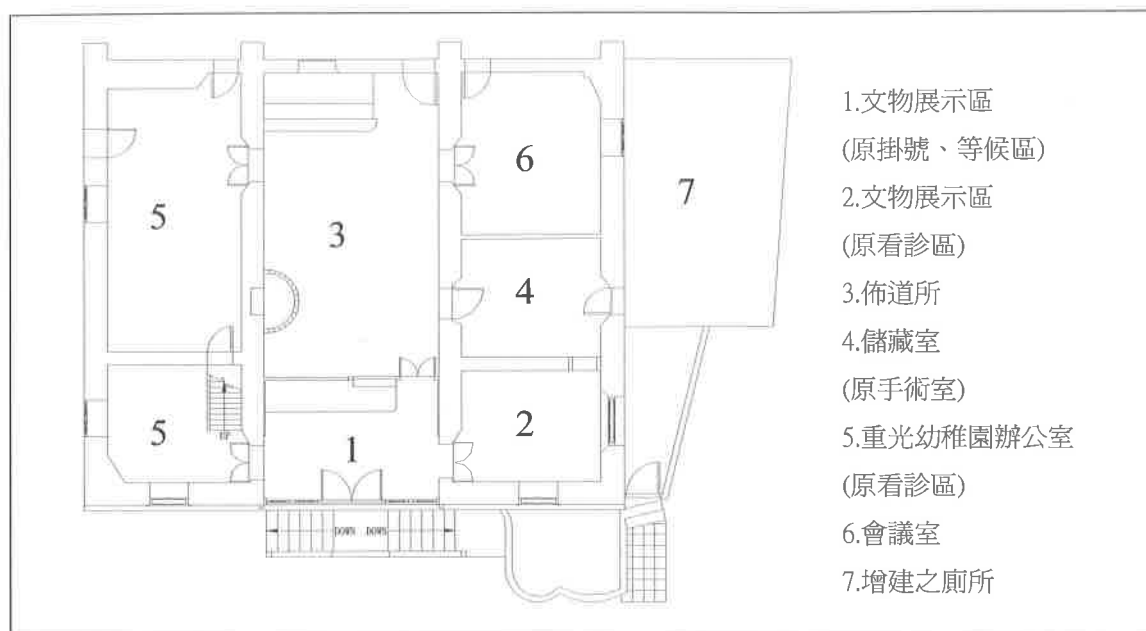 5
3
6
7
4
5
UP
1
2
DOWN DOWN
1.文物展示區
(原掛號、等候區)
2.文物展示區
(原看診區)
3.佈道所
4.儲藏室
(原手術室)
5.重光幼稚園辦公室
(原看診區)
6.會議室
7.增建之廁所